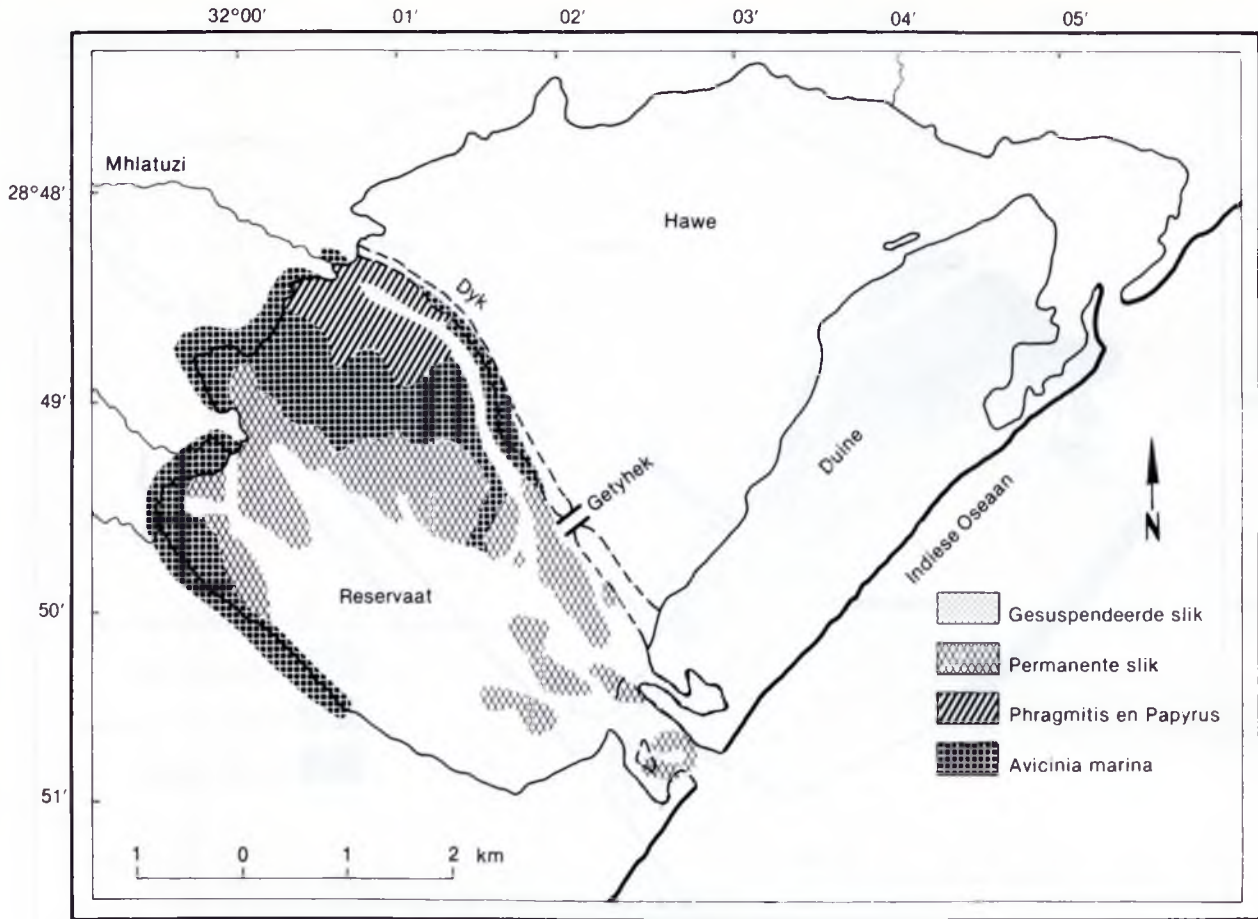 32°00′ 01′ 02′ 03′ 04′ 05′
Mhlatuzi
28°48′
Hawe
Dyk
49′
Getyhek
Duine
Indiese Oseaan
N
Reservaat
50′
Gesuspendeerde slik
Permanente slik
Phragmitis en Papyrus
Avicinia marina
51′
1 0 1 2 km